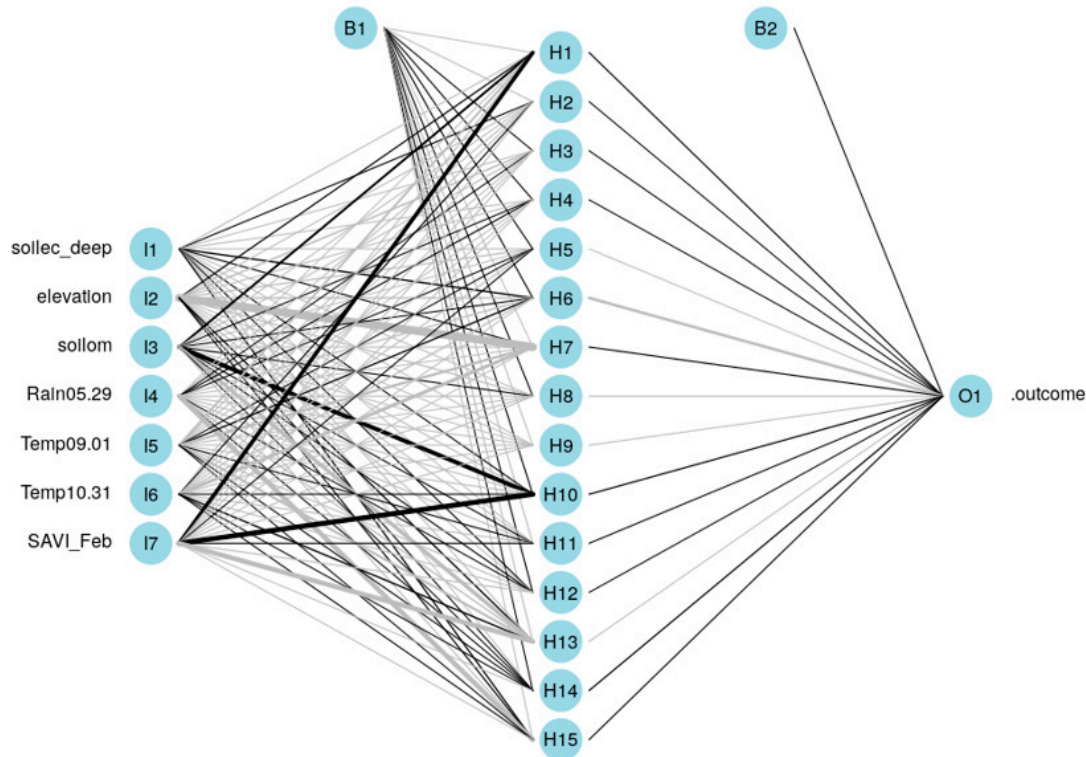 B1
B2
H1
H2
H3
H4
sollec_deep I1 H5
elevation I2 H6
sollom I3 H7
Rain05.29 I4 H8 O1 .outcome
Temp09.01 I5 H9
Temp10.31 I6 H10
SAVI_Feb I7 H11
H12
H13
H14
H15